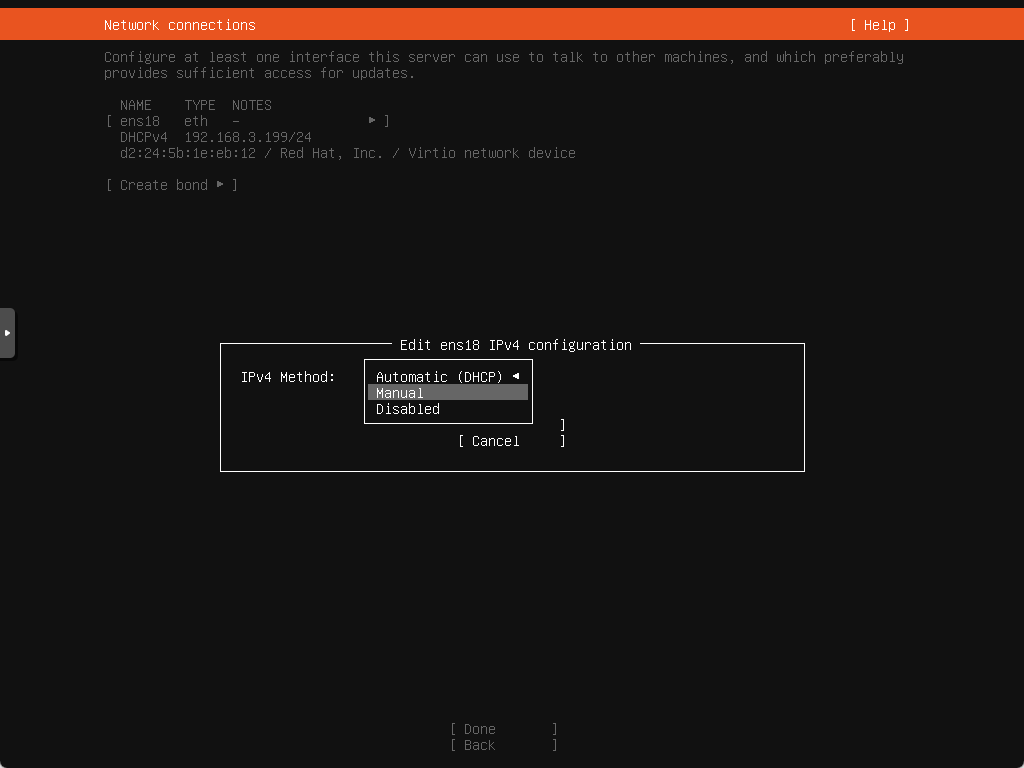 Network connections [ Help ]
Configure at least one interface this server can use to talk to other machines, and which preferably
provides sufficient access for updates.
NAME TYPE NOTES
[ ens18 eth - ▸ ]
DHCPv4 192.168.3.199/24
d2:24:5b:1e:eb:12 / Red Hat, Inc. / Virtio network device
[ Create bond ▸ ]
Edit ens18 IPv4 configuration
IPv4 Method: Automatic (DHCP) ◂
Manual
Disabled
]
[ Cancel ]
[ Done ]
[ Back ]